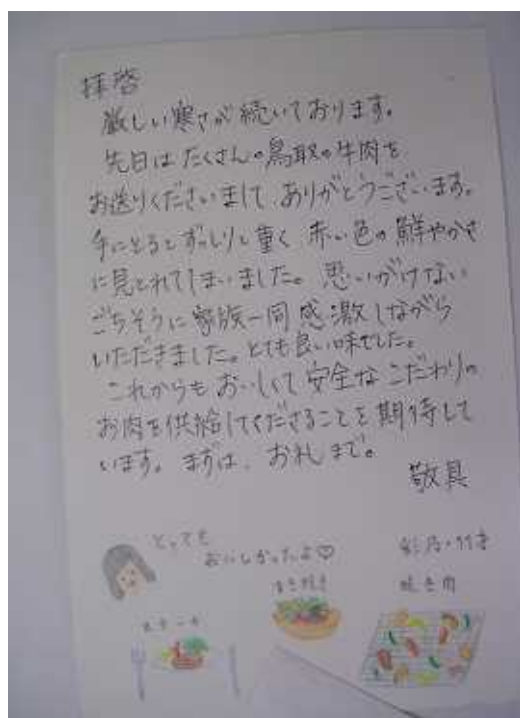 拝啓
厳しい寒さが続いております。
先日はたくさんの鳥取の牛肉を
お送りくださいまして、ありがとうございます。
手にとるとずっしりと重く 赤い色の鮮やかさ
に見とれてしまいました。思いがけない
ごちそうに家族一同感激しながら
いただきました。とても良い味でした。
これからもおいしくて安全なこだわりの
お肉を供給してくださることを期待して
います。まずは、お礼まで。
敬具
とっても
おいしかったよ♡
すき焼き
焼き肉
ステーキ